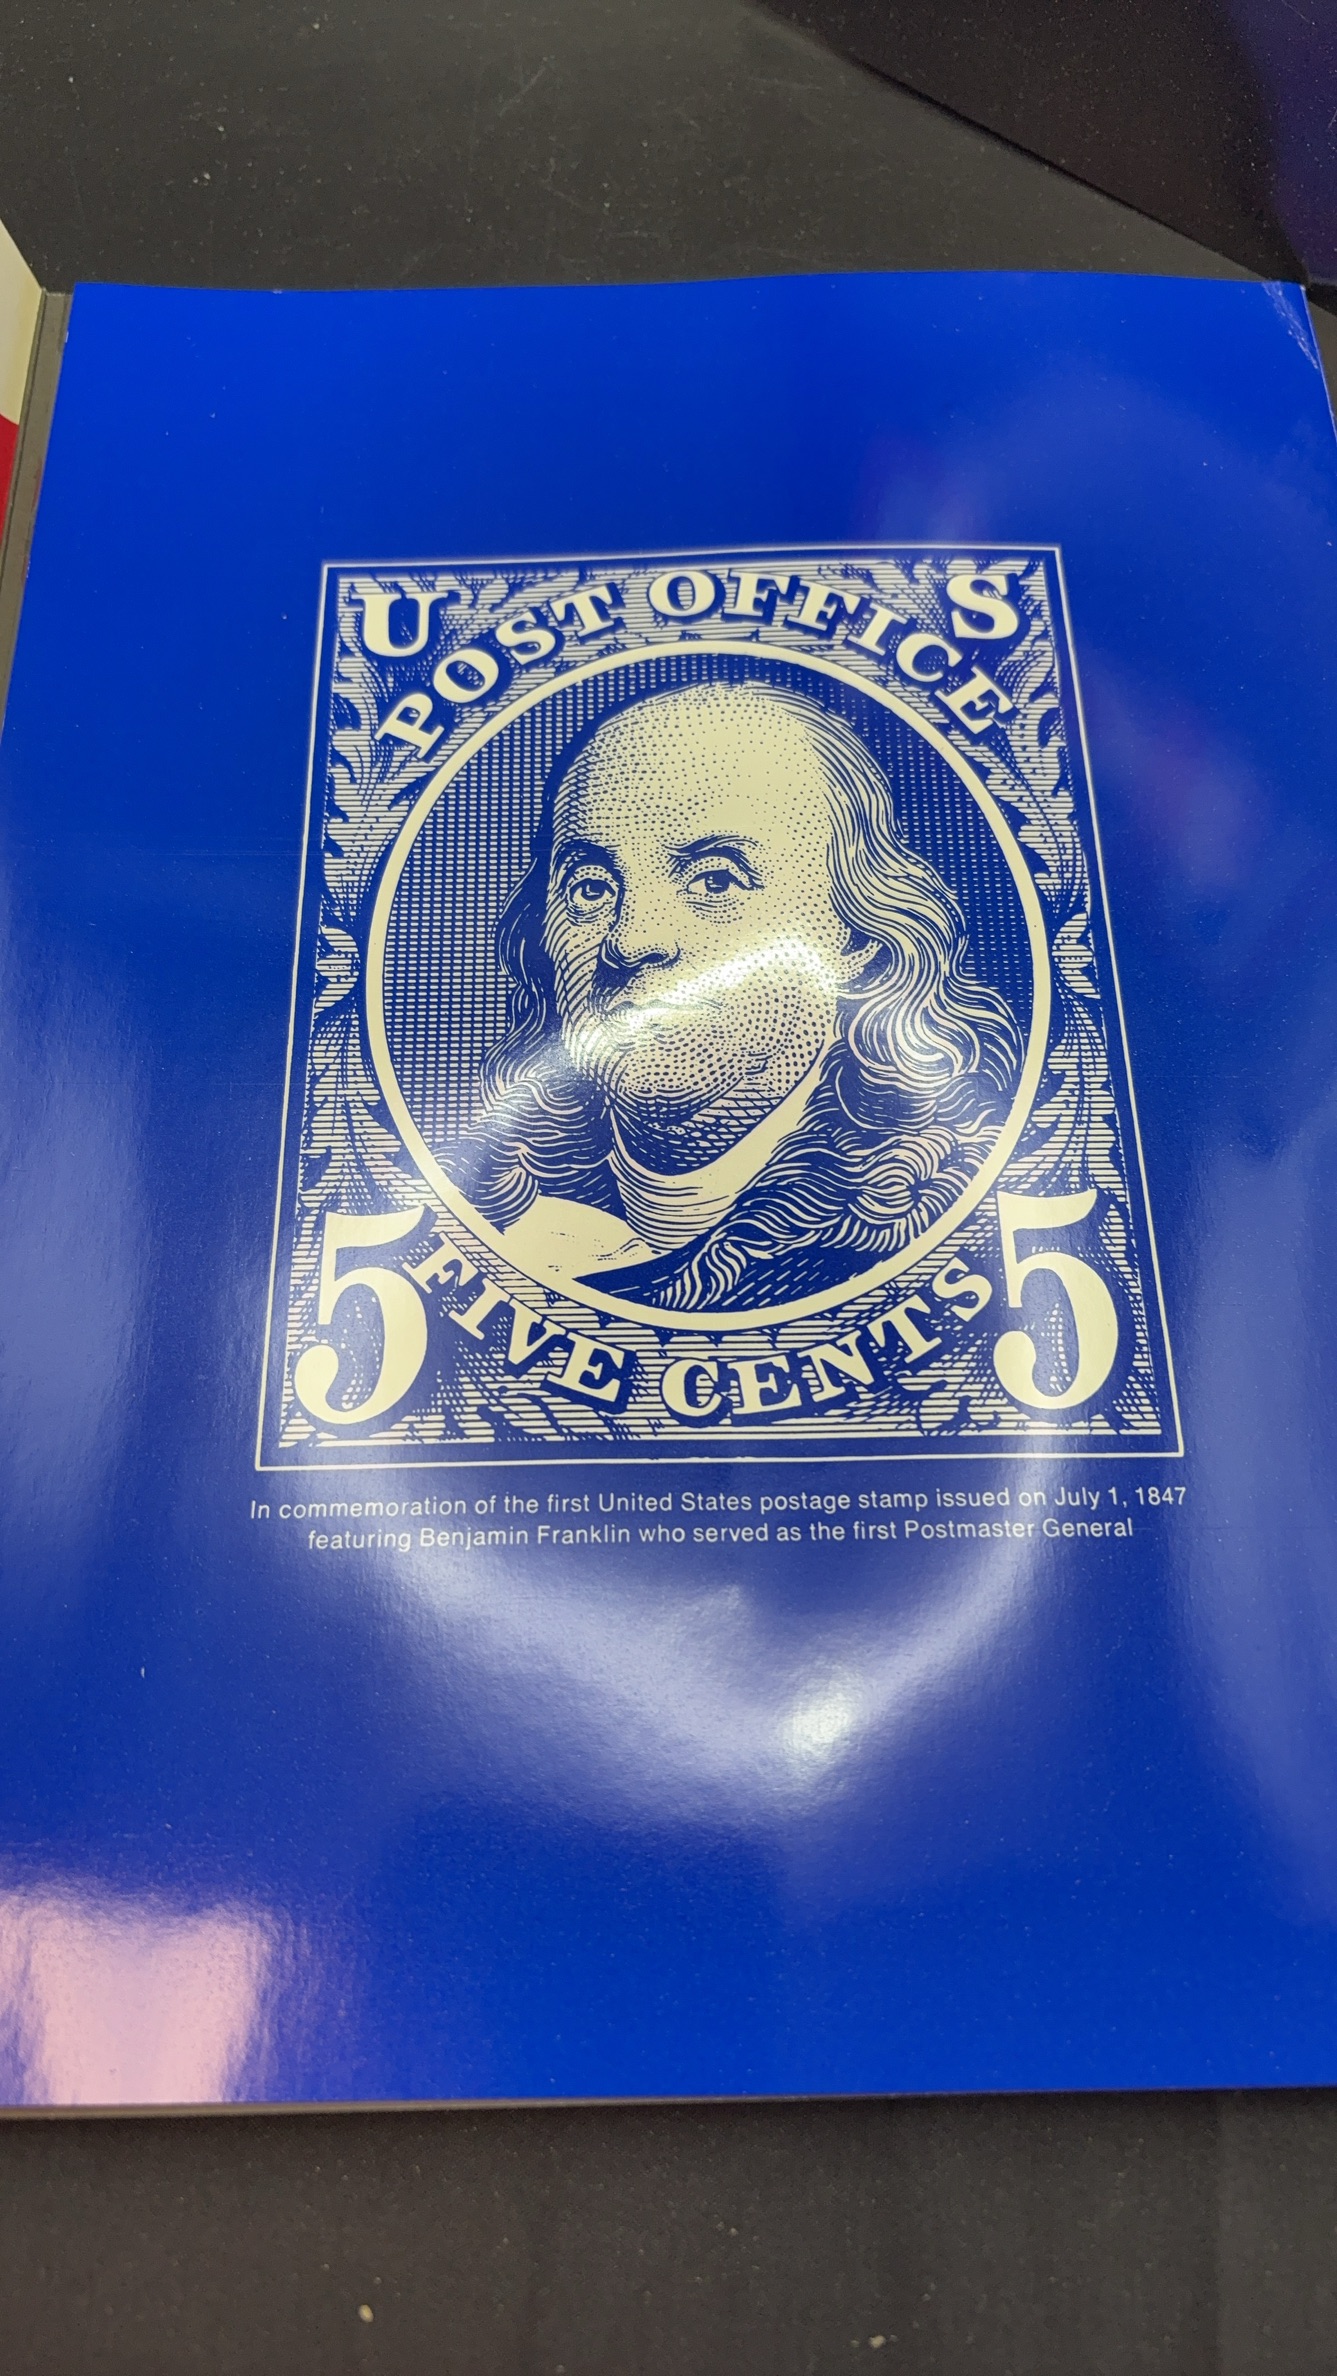 U S
POST OFFICE
5 FIVE CENTS 5
In commemoration of the first United States postage stamp issued on July 1, 1847
featuring Benjamin Franklin who served as the first Postmaster General